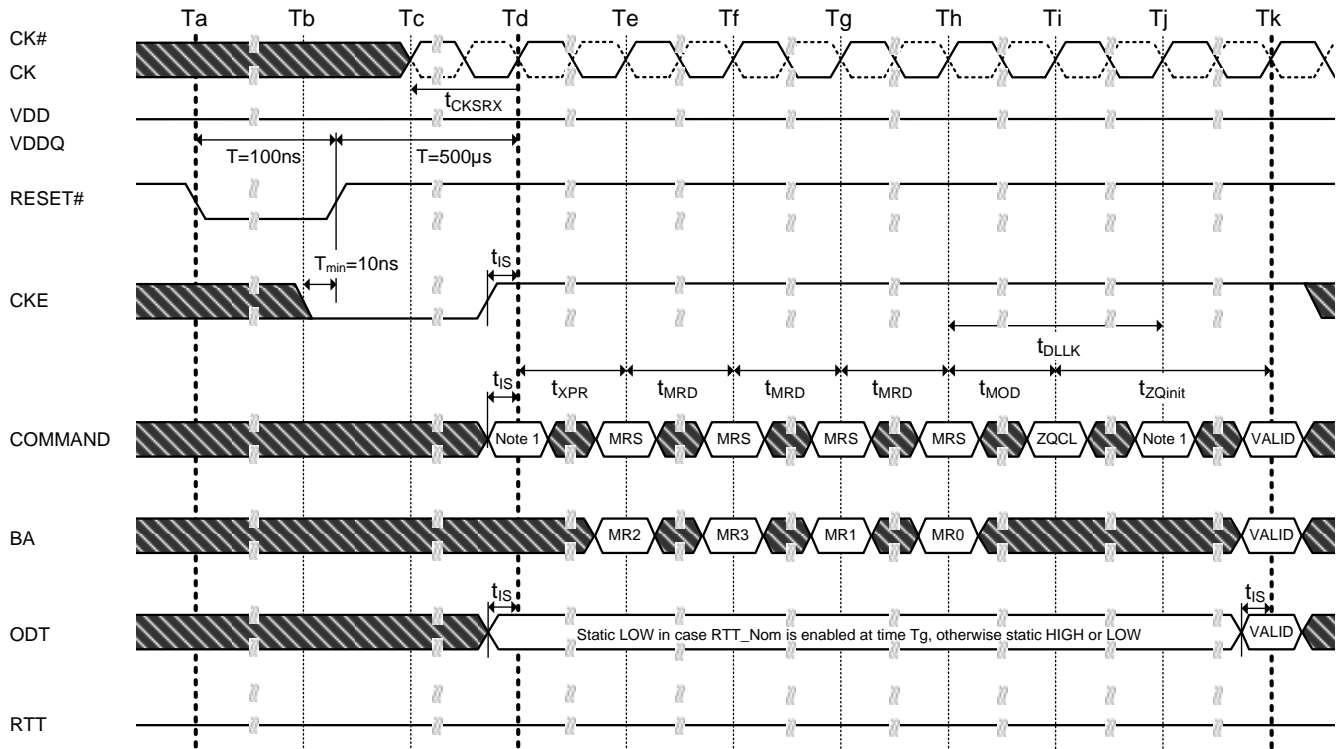 Ta Tb Tc Td Te Tf Tg Th Ti Tj Tk
CK#
CK
tCKSRX
VDD
VDDQ
T=100ns T=500µs
RESET#
Tmin=10ns tIS
CKE
tDLLK
tIS tXPR tMRD tMRD tMRD tMOD tZQinit
COMMAND Note 1 MRS MRS MRS MRS ZQCL Note 1 VALID
BA MR2 MR3 MR1 MR0 VALID
tIS tIS
ODT Static LOW in case RTT_Nom is enabled at time Tg, otherwise static HIGH or LOW VALID
RTT